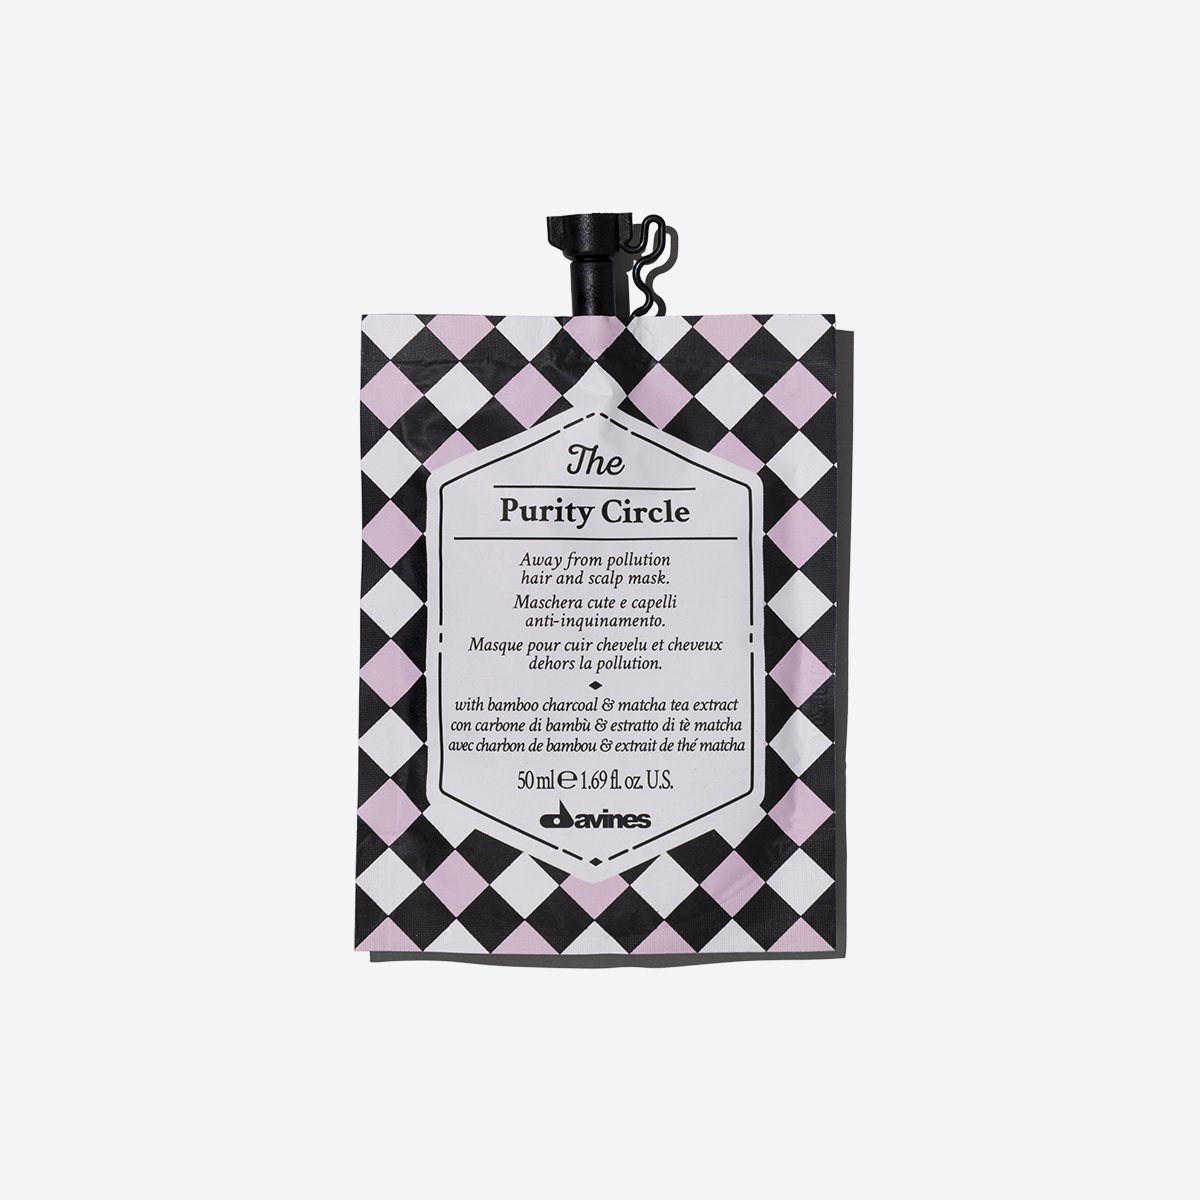 The
Purity Circle
Away from pollution
hair and scalp mask.
Maschera cute e capelli
anti-inquinamento.
Masque pour cuir chevelu et cheveux
dehors la pollution.
with bamboo charcoal & matcha tea extract
con carbone di bambù & estratto di tè matcha
avec charbon de bambou & extrait de thé matcha
50 ml ℮ 1.69 fl. oz. U.S.
davines